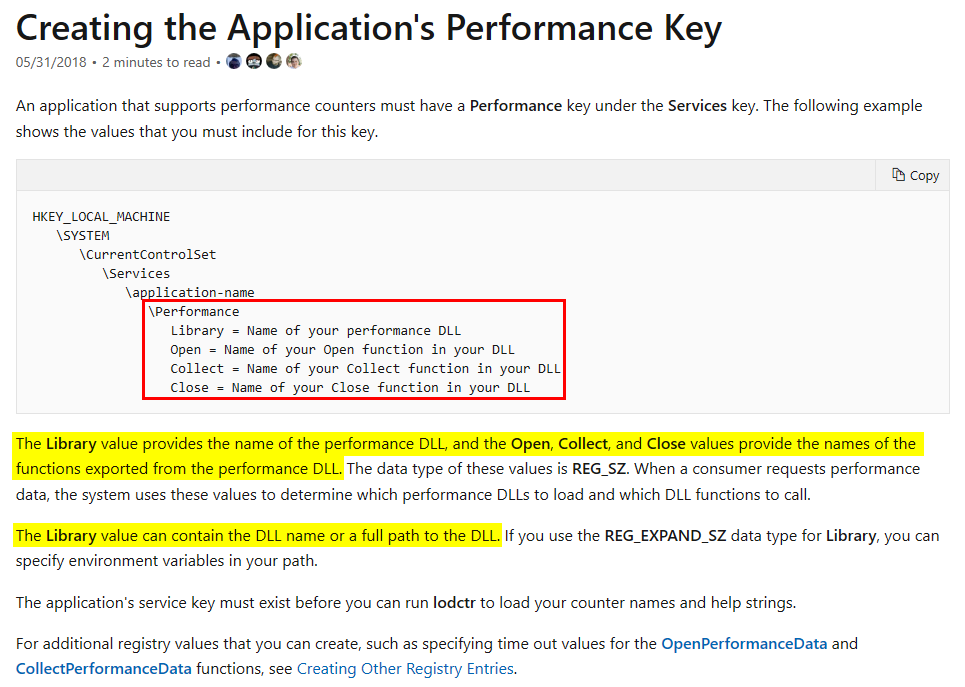 Creating the Application's Performance Key
05/31/2018 • 2 minutes to read •
An application that supports performance counters must have a Performance key under the Services key. The following example
shows the values that you must include for this key.
Copy
HKEY_LOCAL_MACHINE
\SYSTEM
\CurrentControlSet
\Services
\application-name
\Performance
Library = Name of your performance DLL
Open = Name of your Open function in your DLL
Collect = Name of your Collect function in your DLL
Close = Name of your Close function in your DLL
The Library value provides the name of the performance DLL, and the Open, Collect, and Close values provide the names of the
functions exported from the performance DLL. The data type of these values is REG_SZ. When a consumer requests performance
data, the system uses these values to determine which performance DLLs to load and which DLL functions to call.
The Library value can contain the DLL name or a full path to the DLL. If you use the REG_EXPAND_SZ data type for Library, you can
specify environment variables in your path.
The application's service key must exist before you can run lodctr to load your counter names and help strings.
For additional registry values that you can create, such as specifying time out values for the OpenPerformanceData and
CollectPerformanceData functions, see Creating Other Registry Entries.